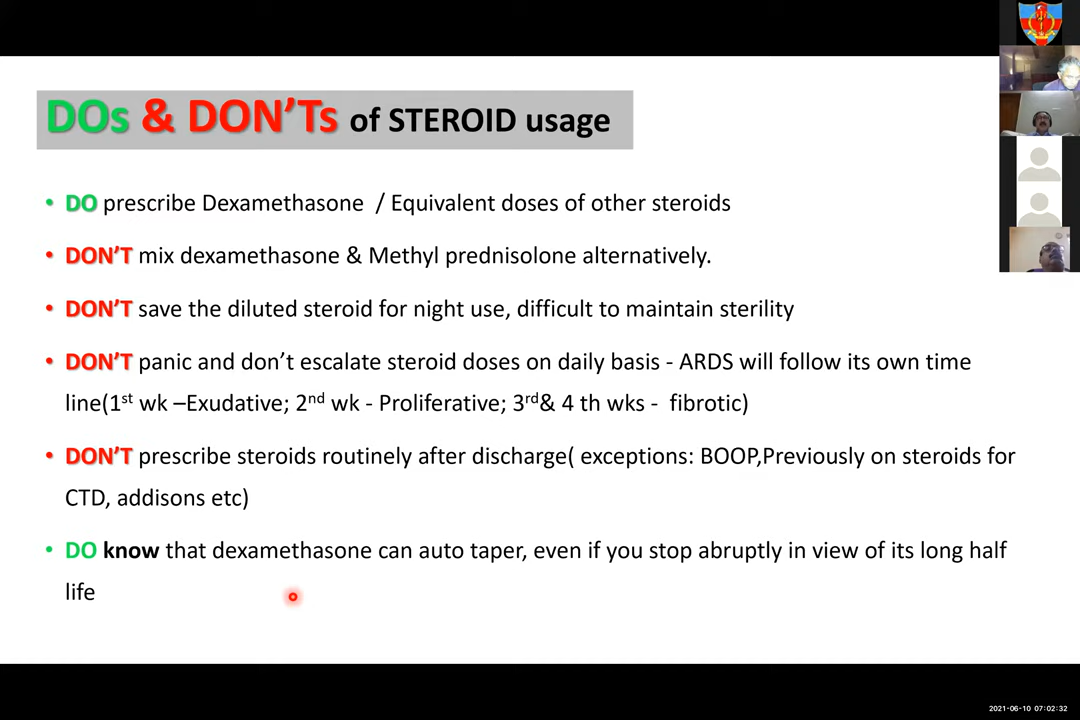 DOs & DON'Ts of STEROID usage
• DO prescribe Dexamethasone / Equivalent doses of other steroids
• DON'T mix dexamethasone & Methyl prednisolone alternatively.
• DON'T save the diluted steroid for night use, difficult to maintain sterility
• DON'T panic and don't escalate steroid doses on daily basis - ARDS will follow its own time
line(1st wk –Exudative; 2nd wk - Proliferative; 3rd& 4 th wks - fibrotic)
• DON'T prescribe steroids routinely after discharge( exceptions: BOOP,Previously on steroids for
CTD, addisons etc)
• DO know that dexamethasone can auto taper, even if you stop abruptly in view of its long half
life
2021-06-10 07:02:32